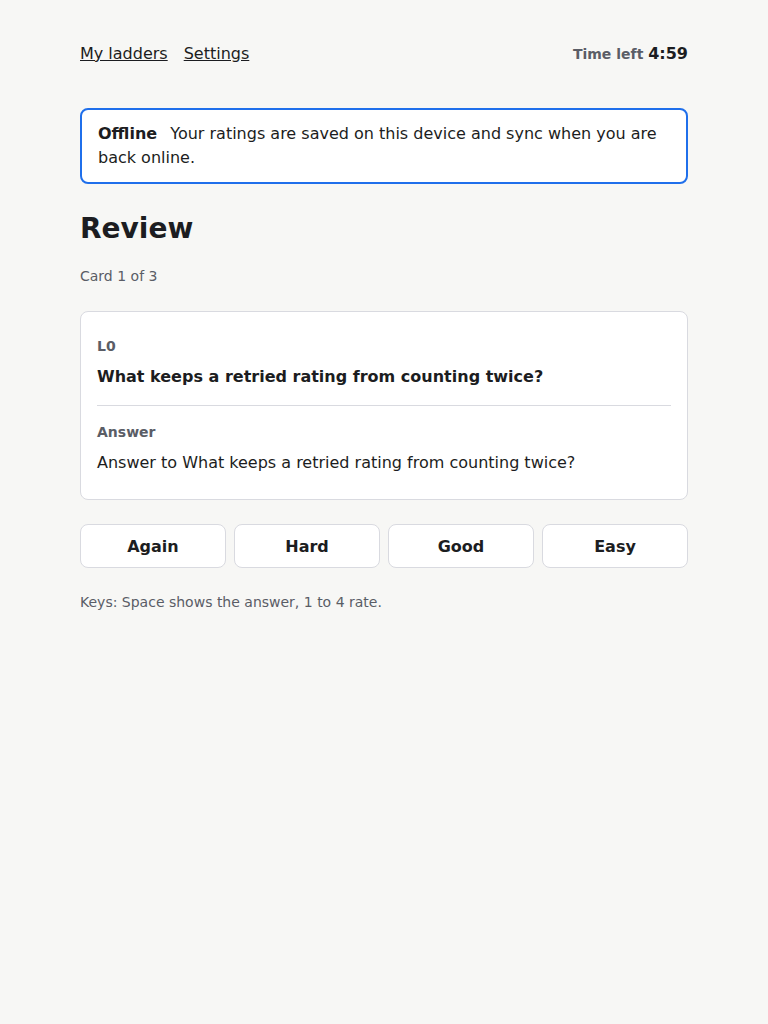 My ladders Settings Time left 4:59
Offline Your ratings are saved on this device and sync when you are
back online.
Review
Card 1 of 3
L0
What keeps a retried rating from counting twice?
Answer
Answer to What keeps a retried rating from counting twice?
Again Hard Good Easy
Keys: Space shows the answer, 1 to 4 rate.